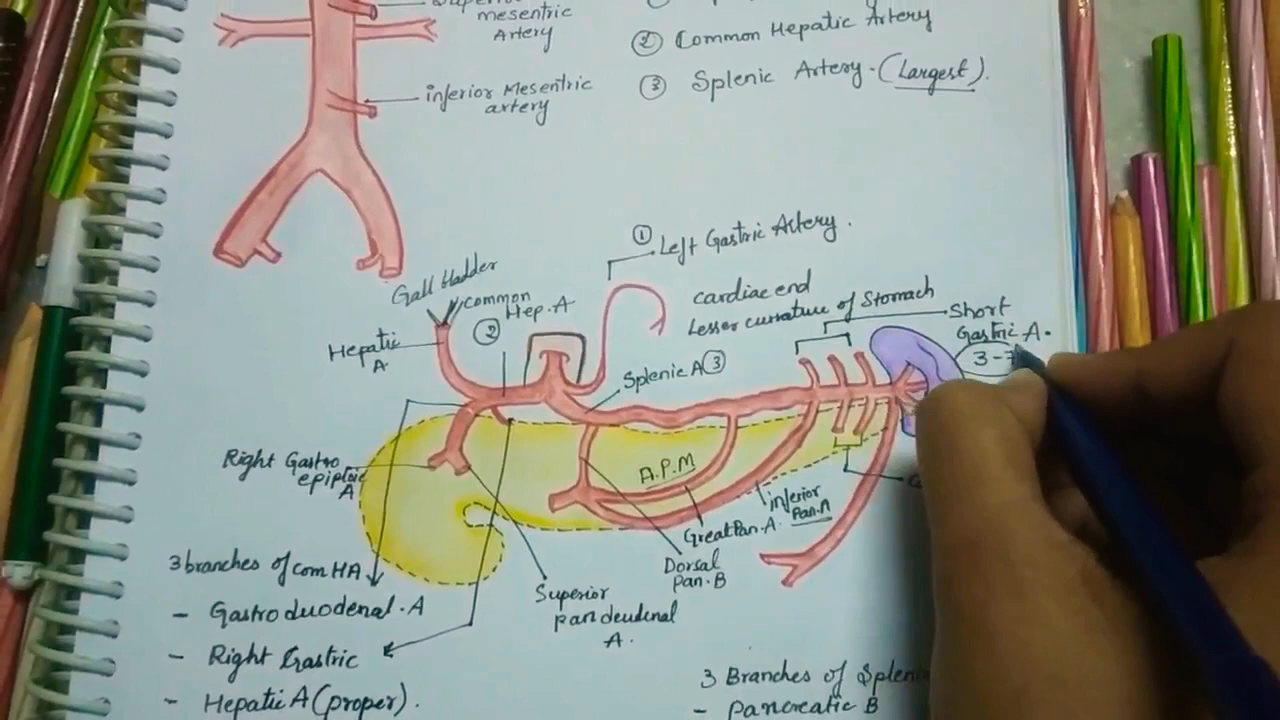 mesentric
Artery
② Common Hepatic Artery
③ Splenic Artery-(Largest).
inferior Mesentric
artery
① Left Gastric Artery.
Gall bladder
common
Hep.A
②
Hepatic
A
cardiac end
Lesser curvature of Stomach
Short
Gastric A.
3-7
Splenic A ③
Right Gastro
epiploic
A
A.P.M
inferior
Pan.A
Great Pan.A.
Dorsal
Pan.B
Superior
pandeudenal
A.
3 branches of com HA
- Gastroduodenal.A
- Right Gastric
- Hepatic A (proper).
3 Branches of
- Pancreatic B